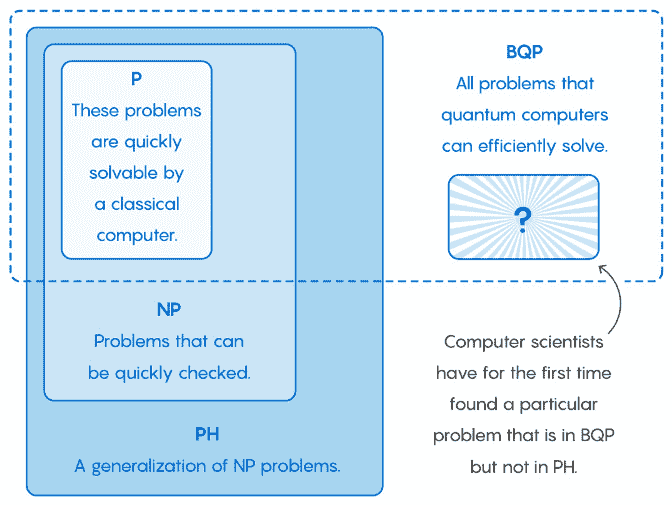 P
These problems
are quickly
solvable by
a classical
computer.
NP
Problems that can
be quickly checked.
PH
A generalization of NP problems.
BQP
All problems that
quantum computers
can efficiently solve.
?
Computer scientists
have for the first time
found a particular
problem that is in BQP
but not in PH.